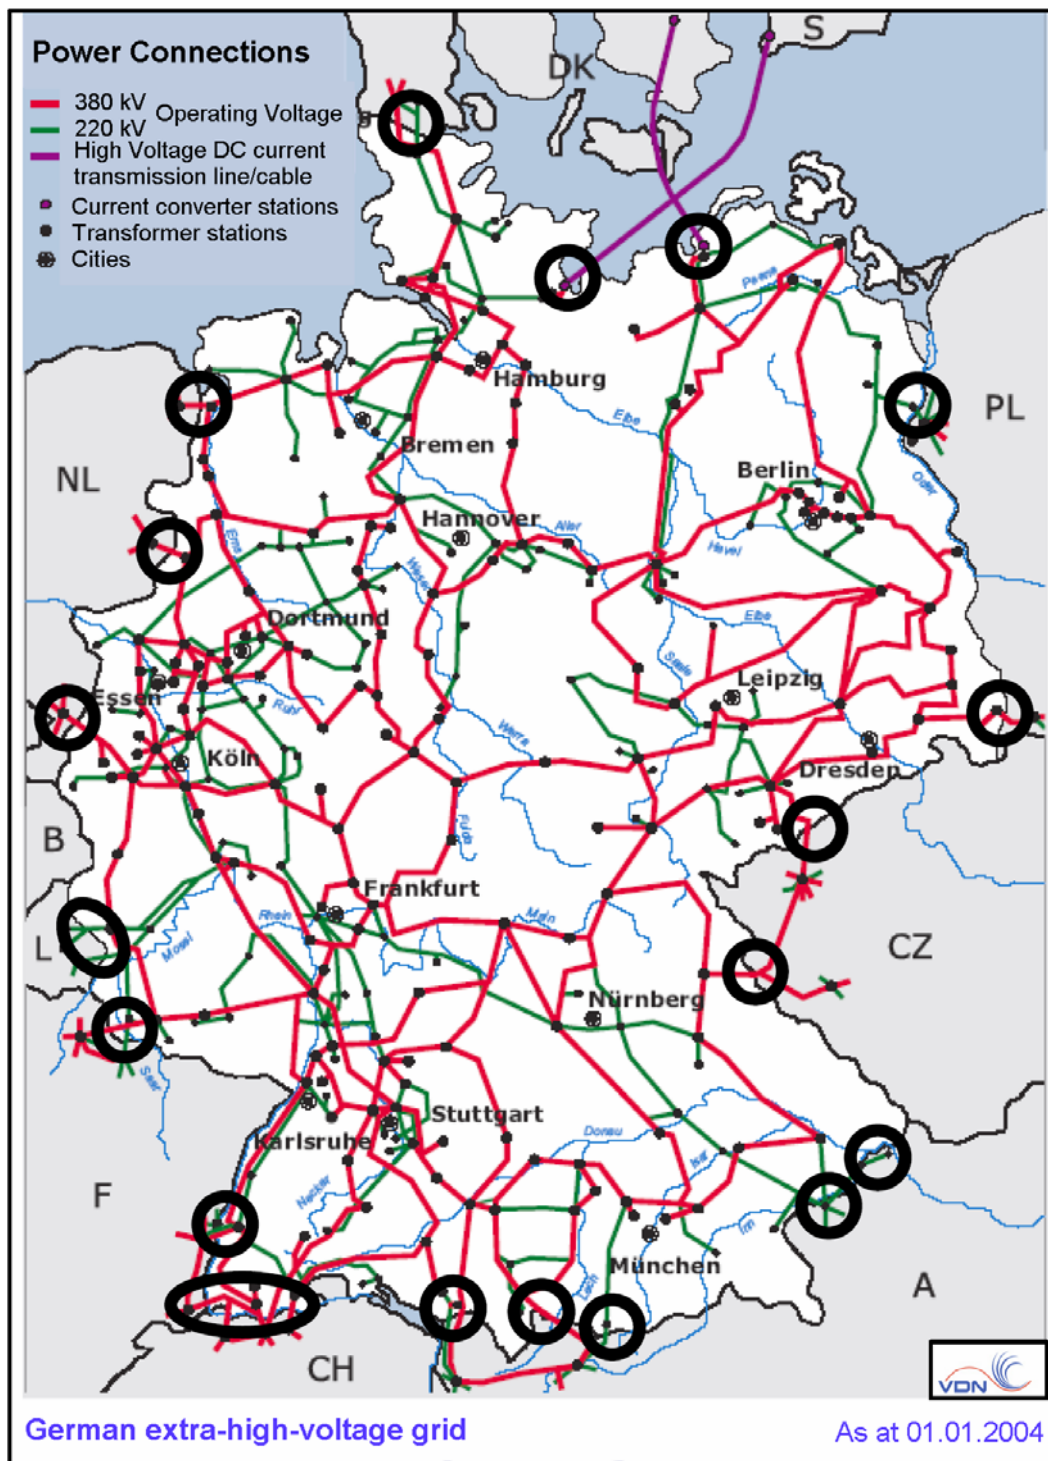 Power Connections
380 kV
Operating Voltage
220 kV
High Voltage DC current
transmission line/cable
Current converter stations
Transformer stations
Cities
S
DK
Peene
Hamburg
PL
Elbe
Bremen
NL
Berlin
Oder
Hannover
Aller
Ems
Havel
Weser
Dortmund
Elbe
Saale
Leipzig
Essen
Ruhr
Werra
Köln
Dresden
B
Fulda
Frankfurt
Rhein
Main
L
Mosel
CZ
Nürnberg
Saar
Stuttgart
Donau
Karlsruhe
Isar
F
Neckar
Inn
München
Lech
A
CH
VDN
German extra-high-voltage grid
As at 01.01.2004